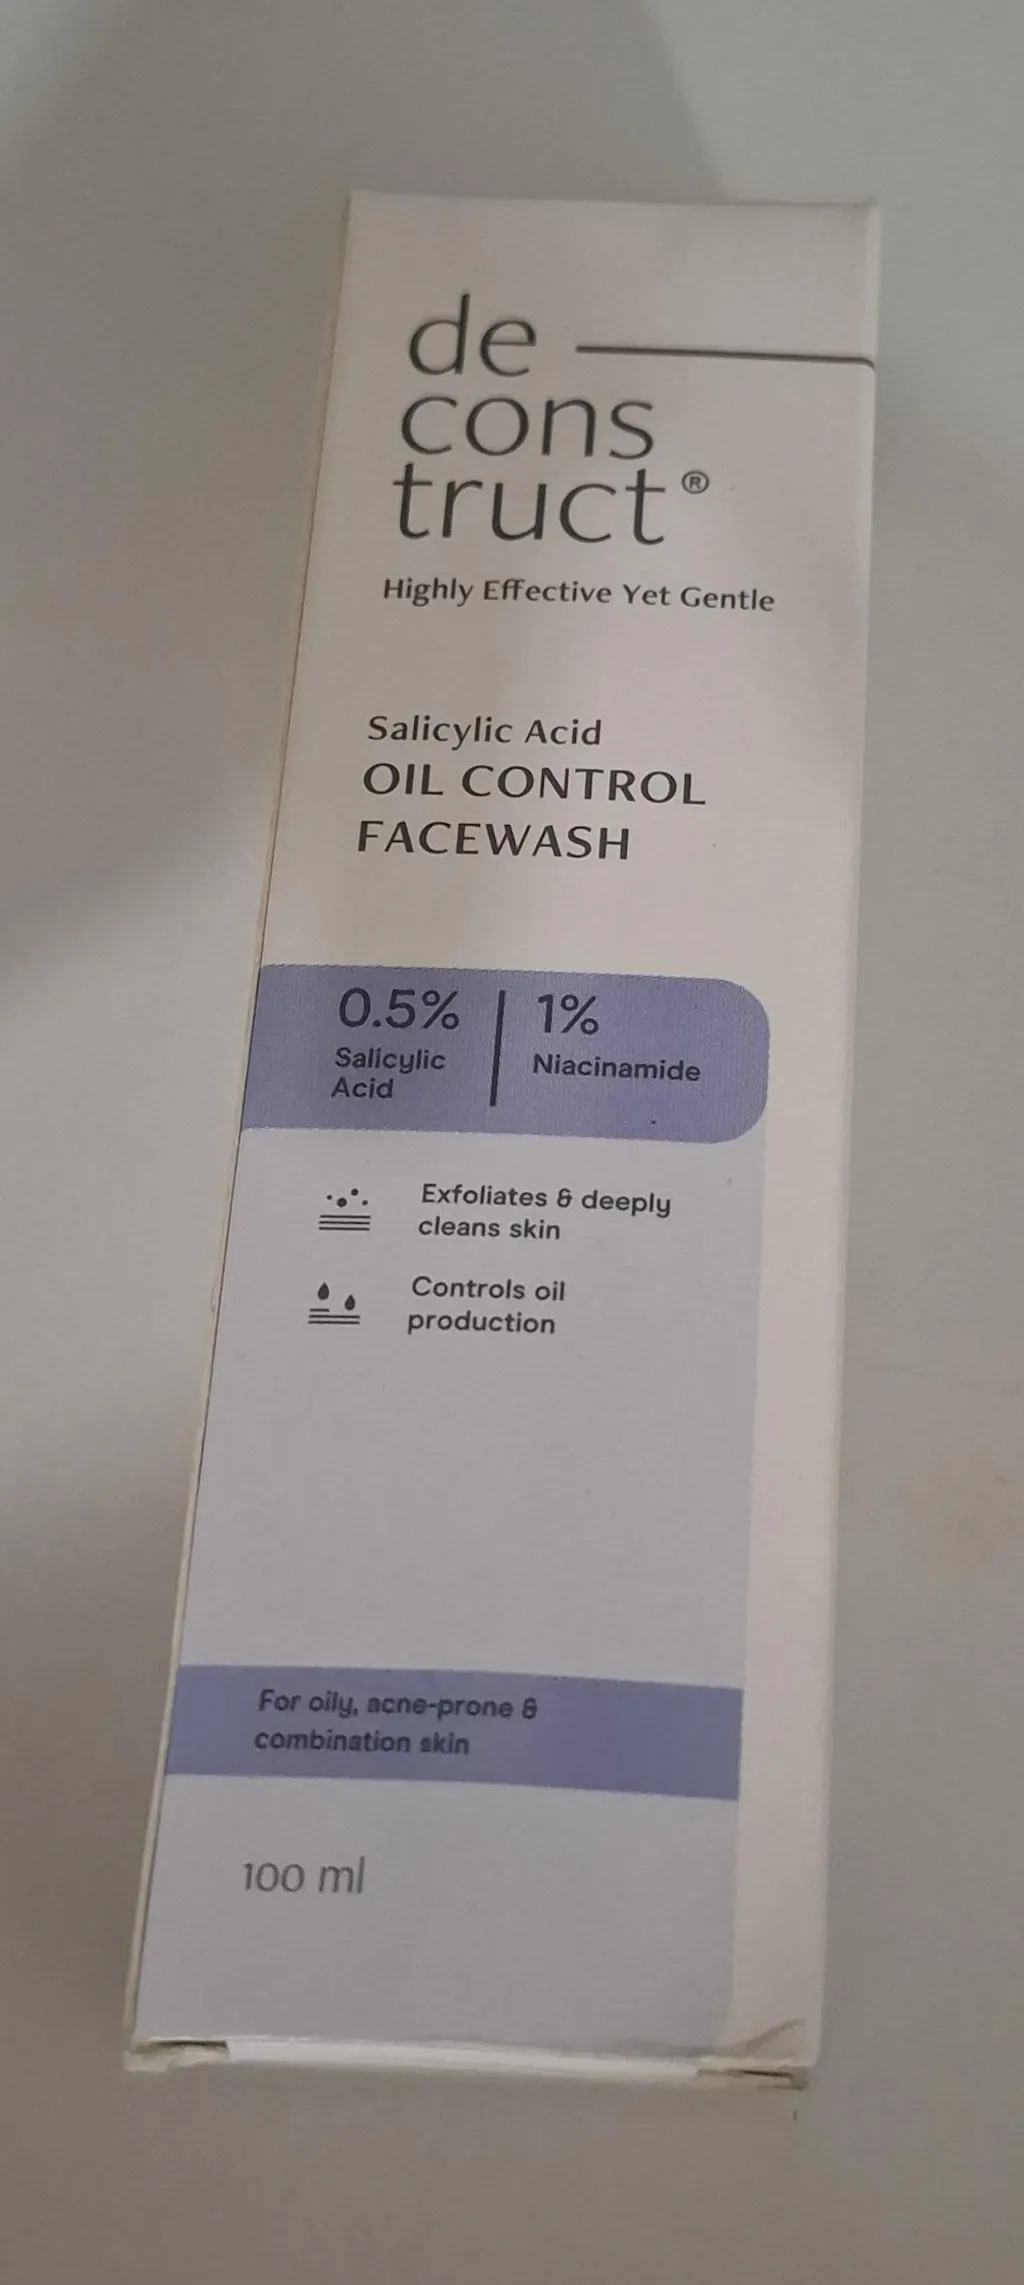 de
cons
truct®
Highly Effective Yet Gentle
Salicylic Acid
OIL CONTROL
FACEWASH
0.5% | 1%
Salicylic Niacinamide
Acid
Exfoliates & deeply
cleans skin
Controls oil
production
For oily, acne-prone &
combination skin
100 ml